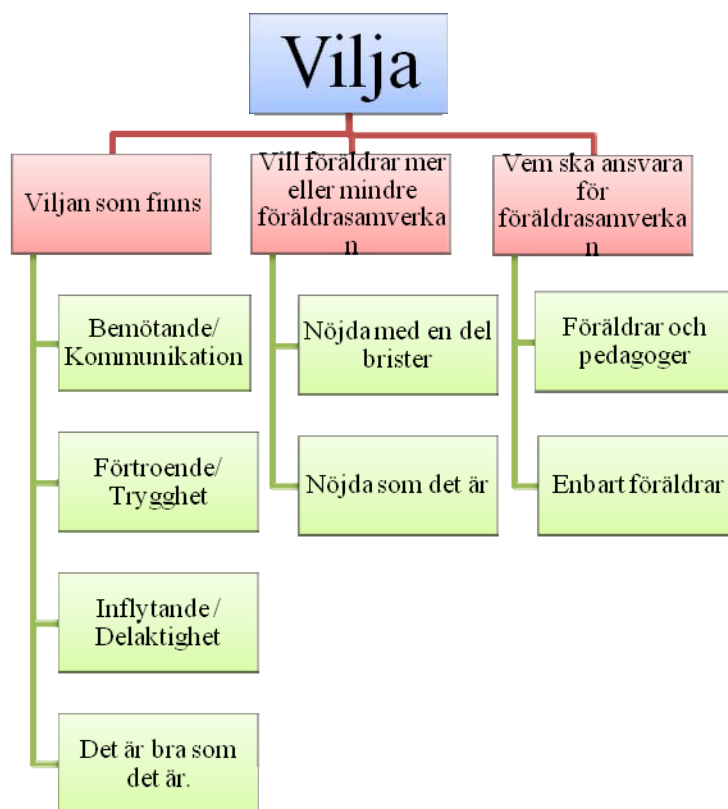 Vilja
Viljan som finns
Bemötande/
Kommunikation
Förtroende/
Trygghet
Inflytande /
Delaktighet
Det är bra som
det är.
Vill föräldrar mer
eller mindre
föräldrasamverka
n
Nöjda med en del
brister
Nöjda som det är
Vem ska ansvara
för
föräldrasamverka
n
Föräldrar och
pedagoger
Enbart föräldrar